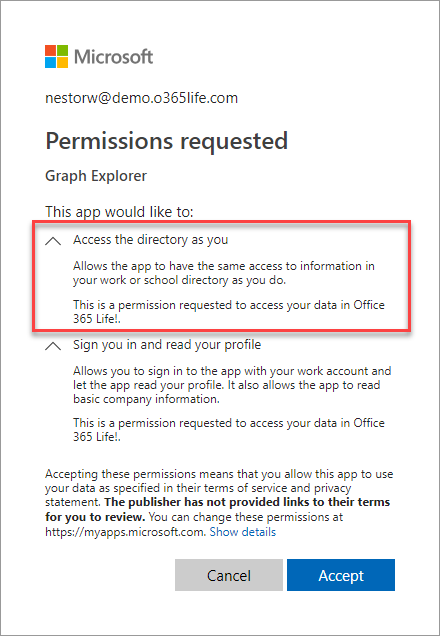 Microsoft
nestorw@demo.o365life.com
Permissions requested
Graph Explorer
This app would like to:
Access the directory as you
Allows the app to have the same access to information in
your work or school directory as you do.
This is a permission requested to access your data in Office
365 Life!.
Sign you in and read your profile
Allows you to sign in to the app with your work account and
let the app read your profile. It also allows the app to read
basic company information.
This is a permission requested to access your data in Office
365 Life!.
Accepting these permissions means that you allow this app to use
your data as specified in their terms of service and privacy
statement. The publisher has not provided links to their terms
for you to review. You can change these permissions at
https://myapps.microsoft.com. Show details
Cancel
Accept